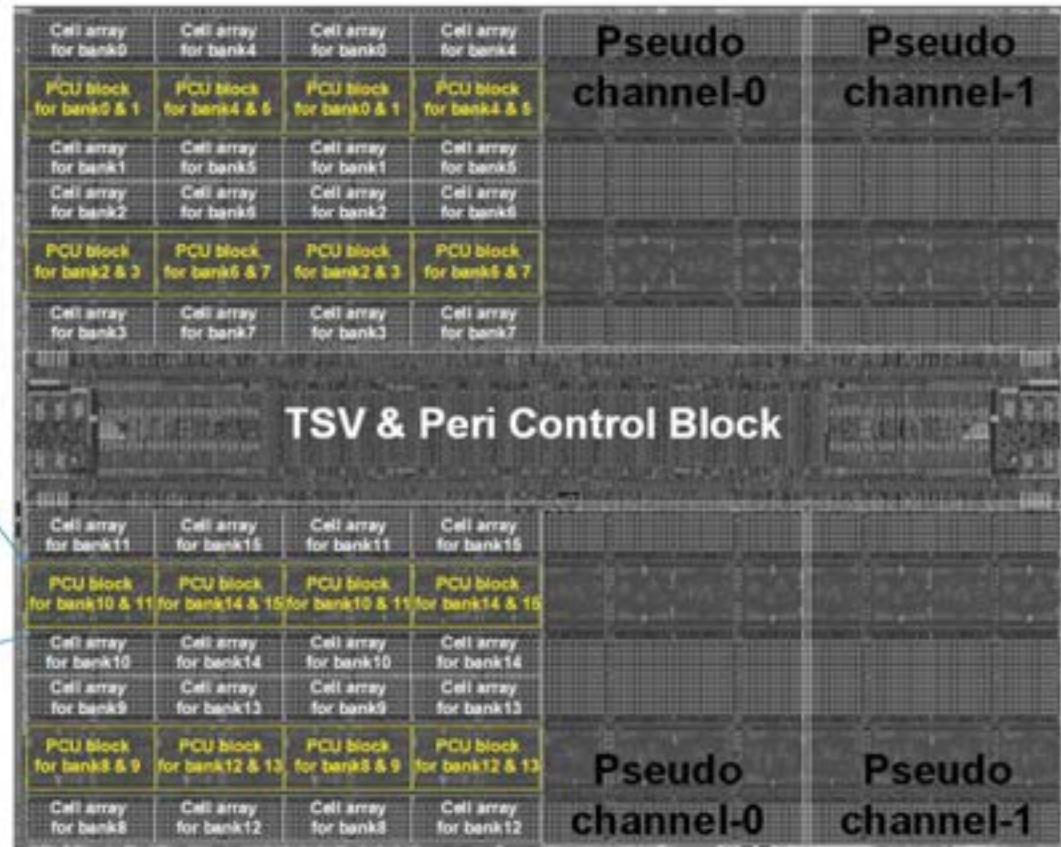 Cell array Cell array Cell array Cell array
for bank0 for bank4 for bank0 for bank4
Pseudo Pseudo
channel-0 channel-1
PCU block PCU block PCU block PCU block
for bank0 & 1 for bank4 & 5 for bank0 & 1 for bank4 & 5
Cell array Cell array Cell array Cell array
for bank1 for bank5 for bank1 for bank5
Cell array Cell array Cell array Cell array
for bank2 for bank6 for bank2 for bank6
PCU block PCU block PCU block PCU block
for bank2 & 3 for bank6 & 7 for bank2 & 3 for bank6 & 7
Cell array Cell array Cell array Cell array
for bank3 for bank7 for bank3 for bank7
TSV & Peri Control Block
Cell array Cell array Cell array Cell array
for bank11 for bank15 for bank11 for bank15
PCU block PCU block PCU block PCU block
for bank10 & 11 for bank14 & 15 for bank10 & 11 for bank14 & 15
Cell array Cell array Cell array Cell array
for bank10 for bank14 for bank10 for bank14
Cell array Cell array Cell array Cell array
for bank9 for bank13 for bank9 for bank13
PCU block PCU block PCU block PCU block
for bank8 & 9 for bank12 & 13 for bank8 & 9 for bank12 & 13
Pseudo Pseudo
channel-0 channel-1
Cell array Cell array Cell array Cell array
for bank8 for bank12 for bank8 for bank12